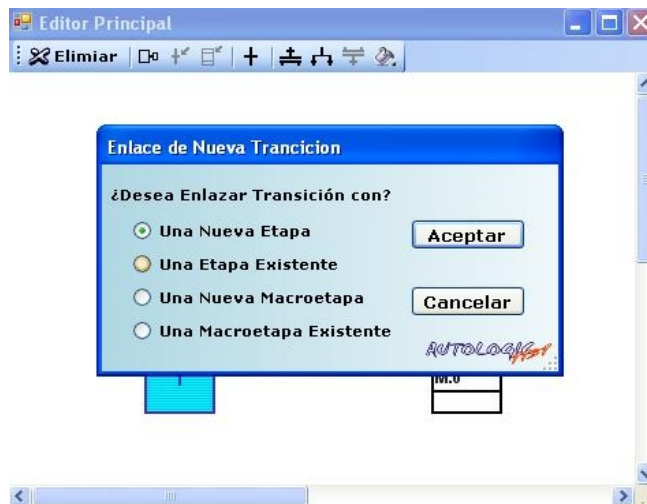 Editor Principal
Elimiar
Enlace de Nueva Trancicion
¿Desea Enlazar Transición con?
Una Nueva Etapa
Aceptar
Una Etapa Existente
Una Nueva Macroetapa
Cancelar
Una Macroetapa Existente
AUTOLOGIC
M.0